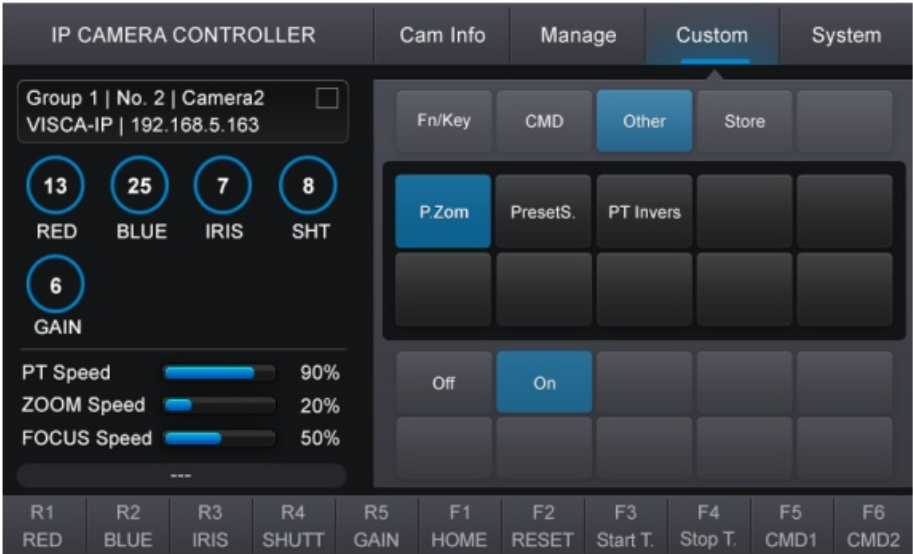 IP CAMERA CONTROLLER
Cam Info
Manage
Custom
System
Group 1 | No. 2 | Camera2
VISCA-IP | 192.168.5.163
13
25
7
8
RED
BLUE
IRIS
SHT
6
GAIN
PT Speed 90%
ZOOM Speed 20%
FOCUS Speed 50%
---
Fn/Key
CMD
Other
Store
P.Zom
PresetS.
PT Invers
Off
On
R1 R2 R3 R4 R5 F1 F2 F3 F4 F5 F6
RED BLUE IRIS SHUTT GAIN HOME RESET Start T. Stop T. CMD1 CMD2